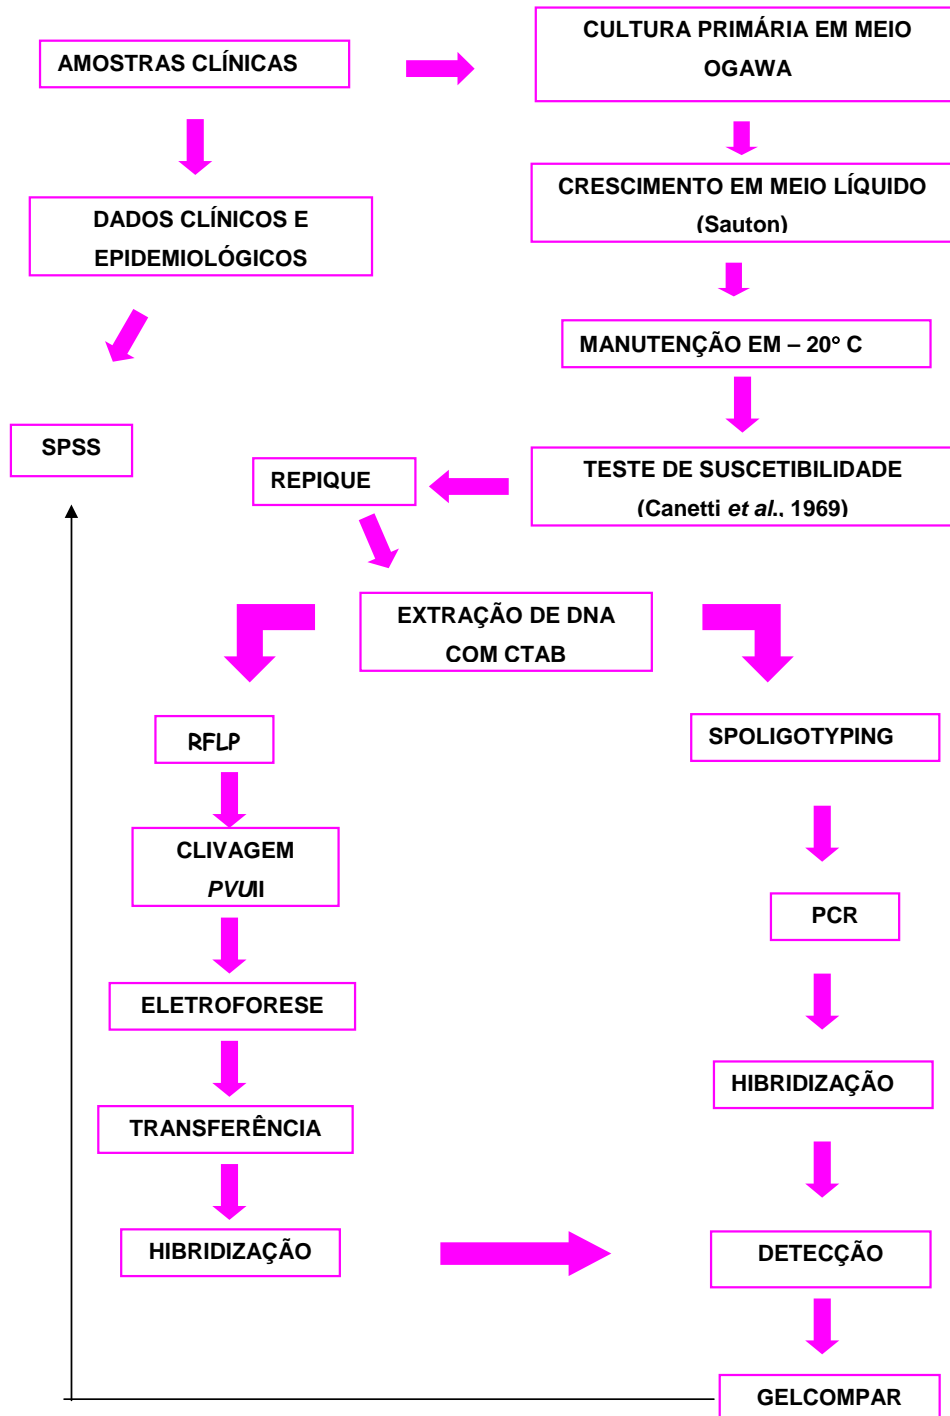 AMOSTRAS CLÍNICAS
CULTURA PRIMÁRIA EM MEIO
OGAWA
DADOS CLÍNICOS E
EPIDEMIOLÓGICOS
CRESCIMENTO EM MEIO LÍQUIDO
(Sauton)
MANUTENÇÃO EM – 20° C
SPSS
REPIQUE
TESTE DE SUSCETIBILIDADE
(Canetti et al., 1969)
EXTRAÇÃO DE DNA
COM CTAB
RFLP
SPOLIGOTYPING
CLIVAGEM
PVUII
PCR
ELETROFORESE
HIBRIDIZAÇÃO
TRANSFERÊNCIA
HIBRIDIZAÇÃO
DETECÇÃO
GELCOMPAR